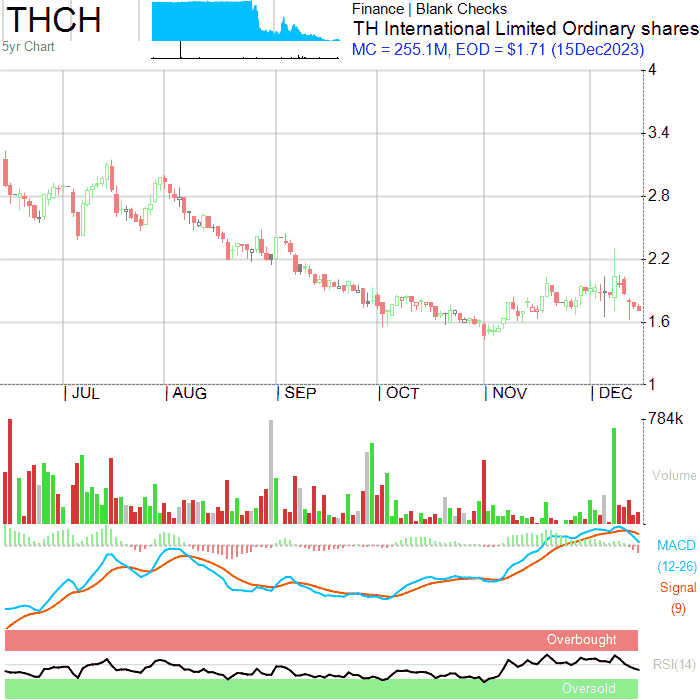 THCH
5yr Chart
Finance | Blank Checks
TH International Limited Ordinary shares
MC = 255.1M, EOD = $1.71 (15Dec2023)
4
3.4
2.8
2.2
1.6
1
JUL AUG SEP OCT NOV DEC
784k
Volume
MACD
(12-26)
Signal
(9)
Overbought
RSI(14)
Oversold